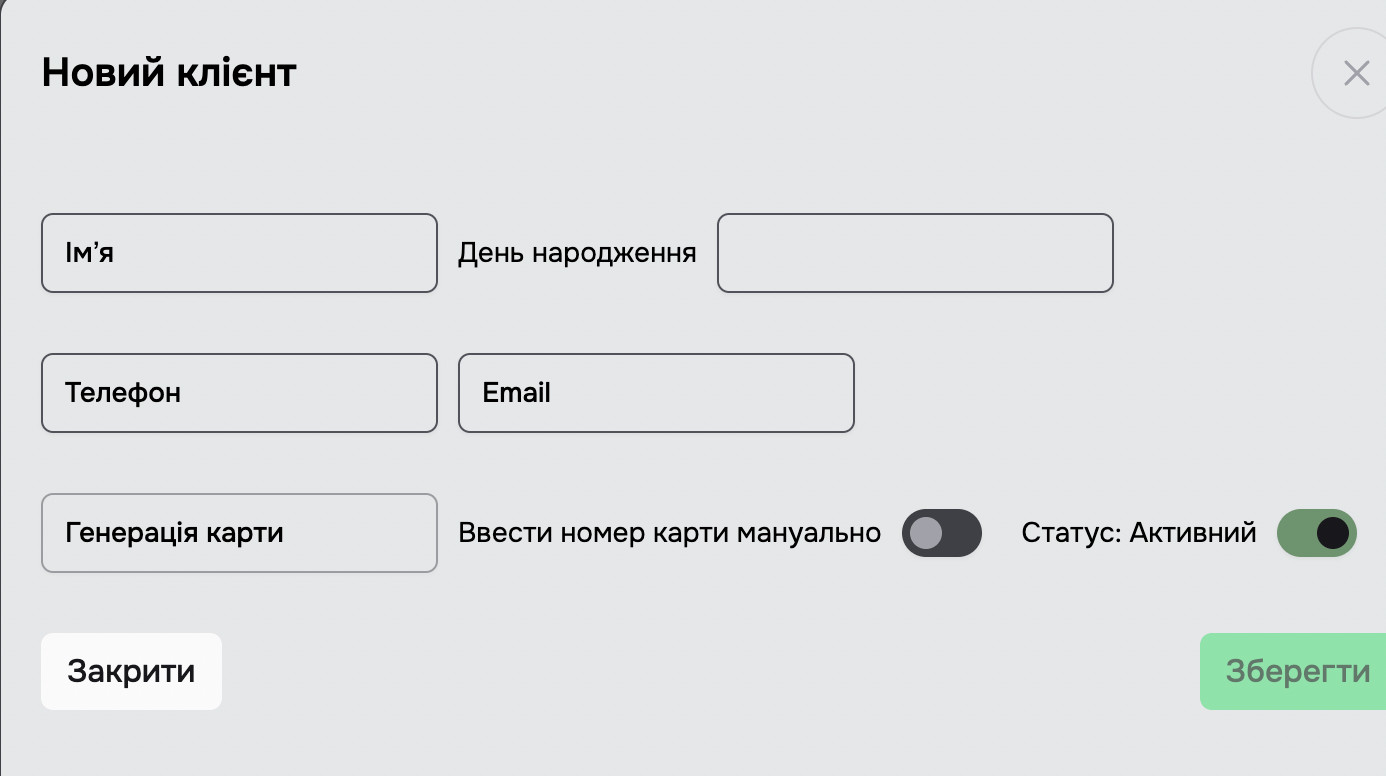 Новий клієнт
Ім’я
День народження
Телефон
Email
Генерація карти
Ввести номер карти мануально
Статус: Активний
Закрити
Зберегти